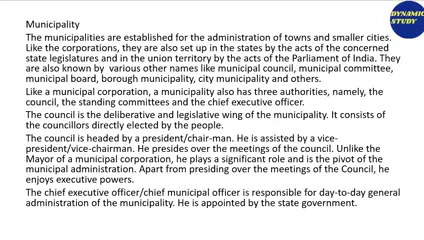 DYNAMIC
STUDY
Municipality
The municipalities are established for the administration of towns and smaller cities.
Like the corporations, they are also set up in the states by the acts of the concerned
state legislatures and in the union territory by the acts of the Parliament of India. They
are also known by  various other names like municipal council, municipal committee,
municipal board, borough municipality, city municipality and others.
Like a municipal corporation, a municipality also has three authorities, namely, the
council, the standing committees and the chief executive officer.
The council is the deliberative and legislative wing of the municipality. It consists of
the councillors directly elected by the people.
The council is headed by a president/chair-man. He is assisted by a vice-
president/vice-chairman. He presides over the meetings of the council. Unlike the
Mayor of a municipal corporation, he plays a significant role and is the pivot of the
municipal administration. Apart from presiding over the meetings of the Council, he
enjoys executive powers.
The chief executive officer/chief municipal officer is responsible for day-to-day general
administration of the municipality. He is appointed by the state government.